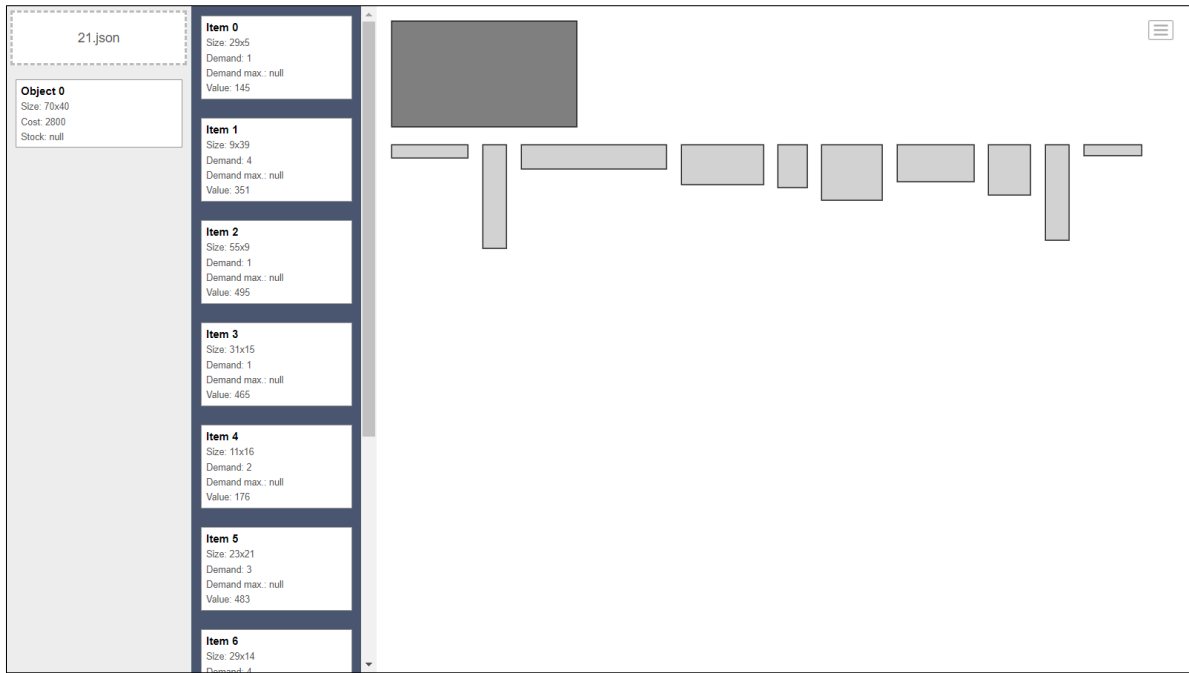 21.json
Object 0
Size: 70x40
Cost: 2800
Stock: null
Item 0
Size: 29x5
Demand: 1
Demand max.: null
Value: 145
Item 1
Size: 9x39
Demand: 4
Demand max.: null
Value: 351
Item 2
Size: 55x9
Demand: 1
Demand max.: null
Value: 495
Item 3
Size: 31x15
Demand: 1
Demand max.: null
Value: 465
Item 4
Size: 11x16
Demand: 2
Demand max.: null
Value: 176
Item 5
Size: 23x21
Demand: 3
Demand max.: null
Value: 483
Item 6
Size: 29x14
Demand: 4